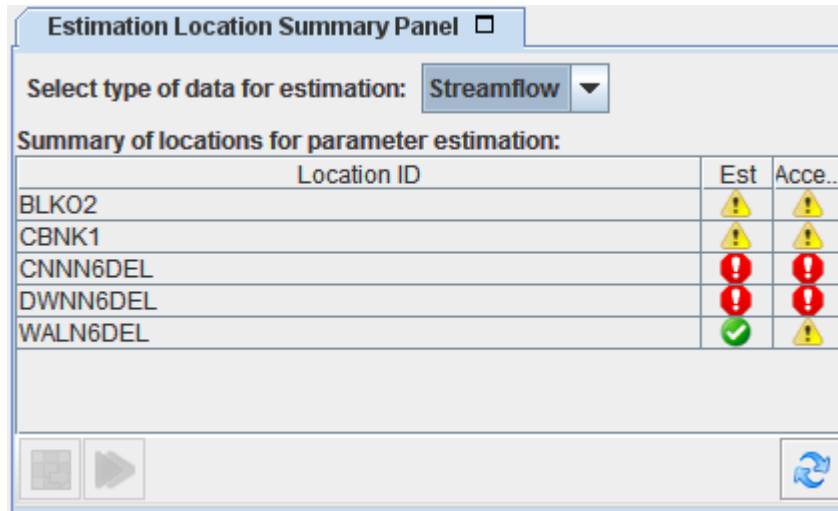 Estimation Location Summary Panel
Select type of data for estimation: Streamflow
Summary of locations for parameter estimation:
Location ID Est Acce..
BLKO2
CBNK1
CNNN6DEL
DWNN6DEL
WALN6DEL